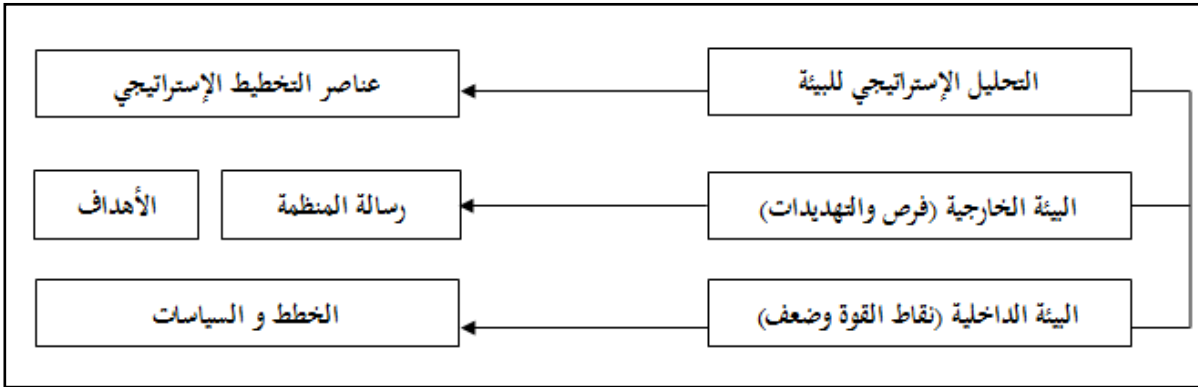 التحليل الإستراتيجي للبيئة
عناصر التخطيط الإستراتيجي
البيئة الخارجية (فرص والتهديدات)
رسالة المنظمة
الأهداف
البيئة الداخلية (نقاط القوة وضعف)
الخطط و السياسات